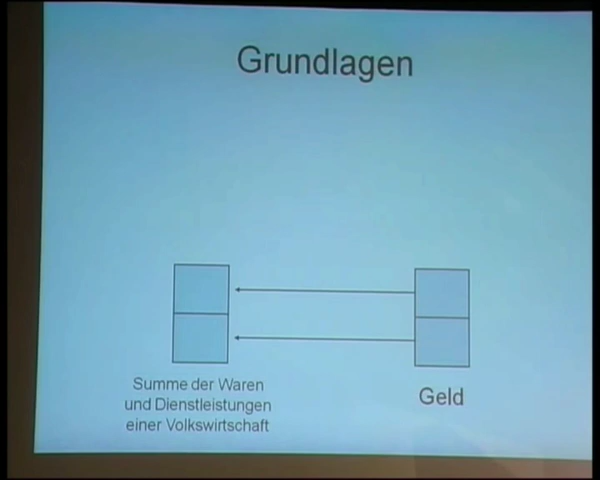 Grundlagen
Summe der Waren
und Dienstleistungen
einer Volkswirtschaft
Geld